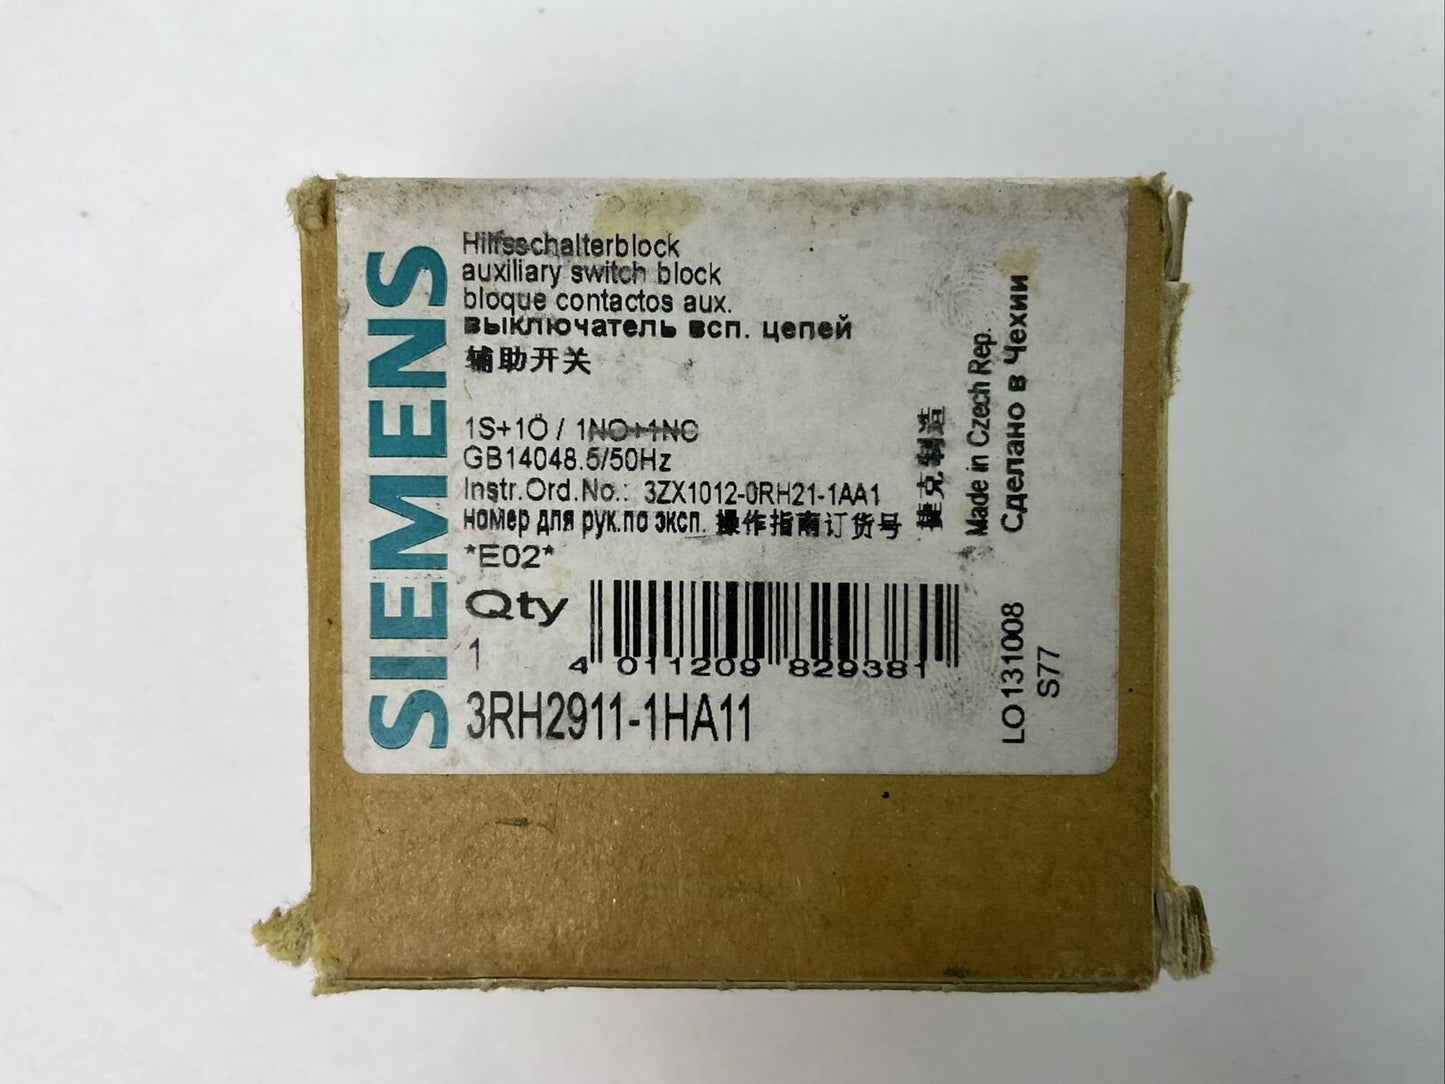 SIEMENS
Hilfsschalterblock
auxiliary switch block
bloque contactos aux.
выключатель всп. цепей
辅助开关
1S+1Ö / 1NO+1NC
GB14048.5/50Hz
Instr.Ord.No.: 3ZX1012-0RH21-1AA1
номер для рук.по эксп. 操作指南订货号
*E02*
Qty
1
4 011209 829381
3RH2911-1HA11
捷克制造
Made in Czech Rep.
Сделано в Чехии
LO131008
S77